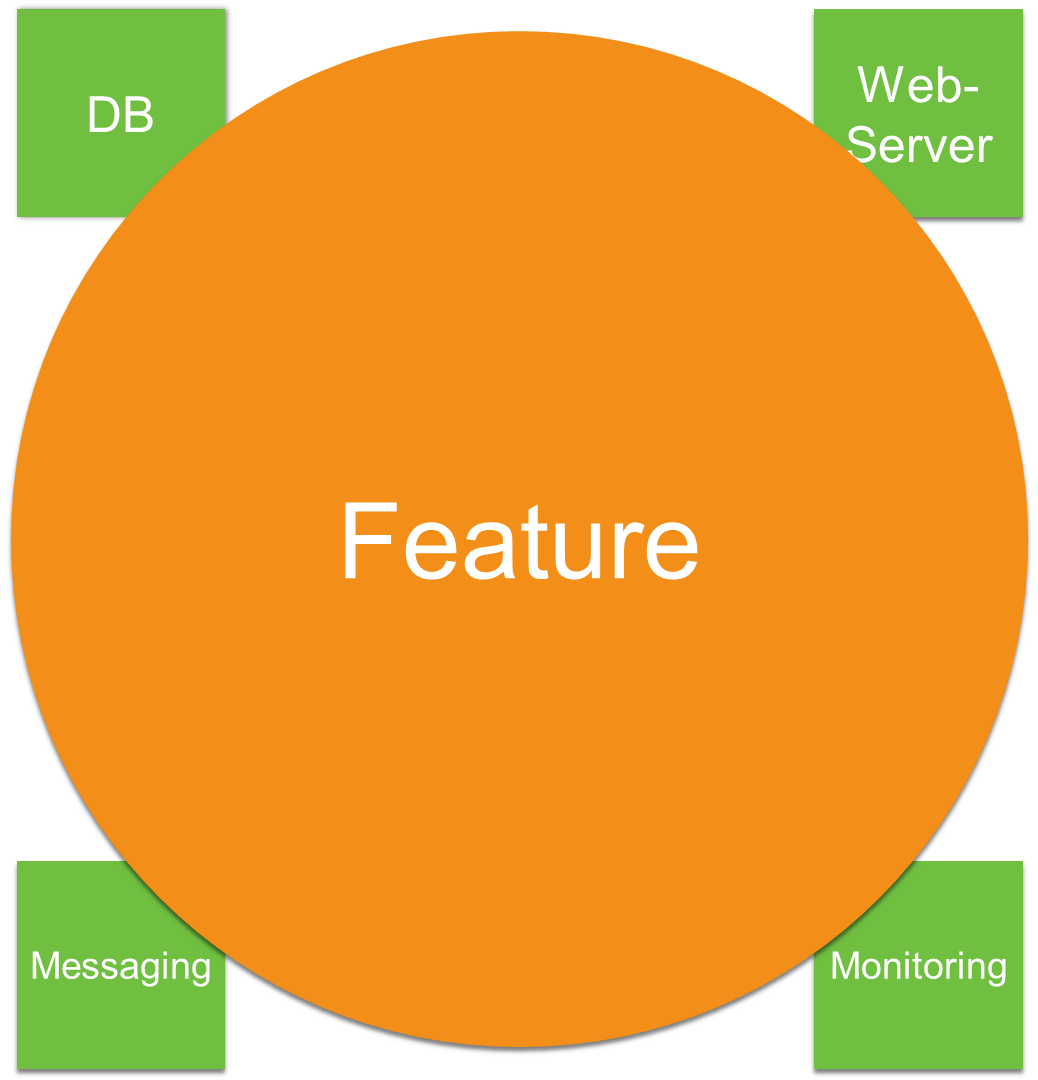 DB
Web-
Server
Feature
Messaging
Monitoring